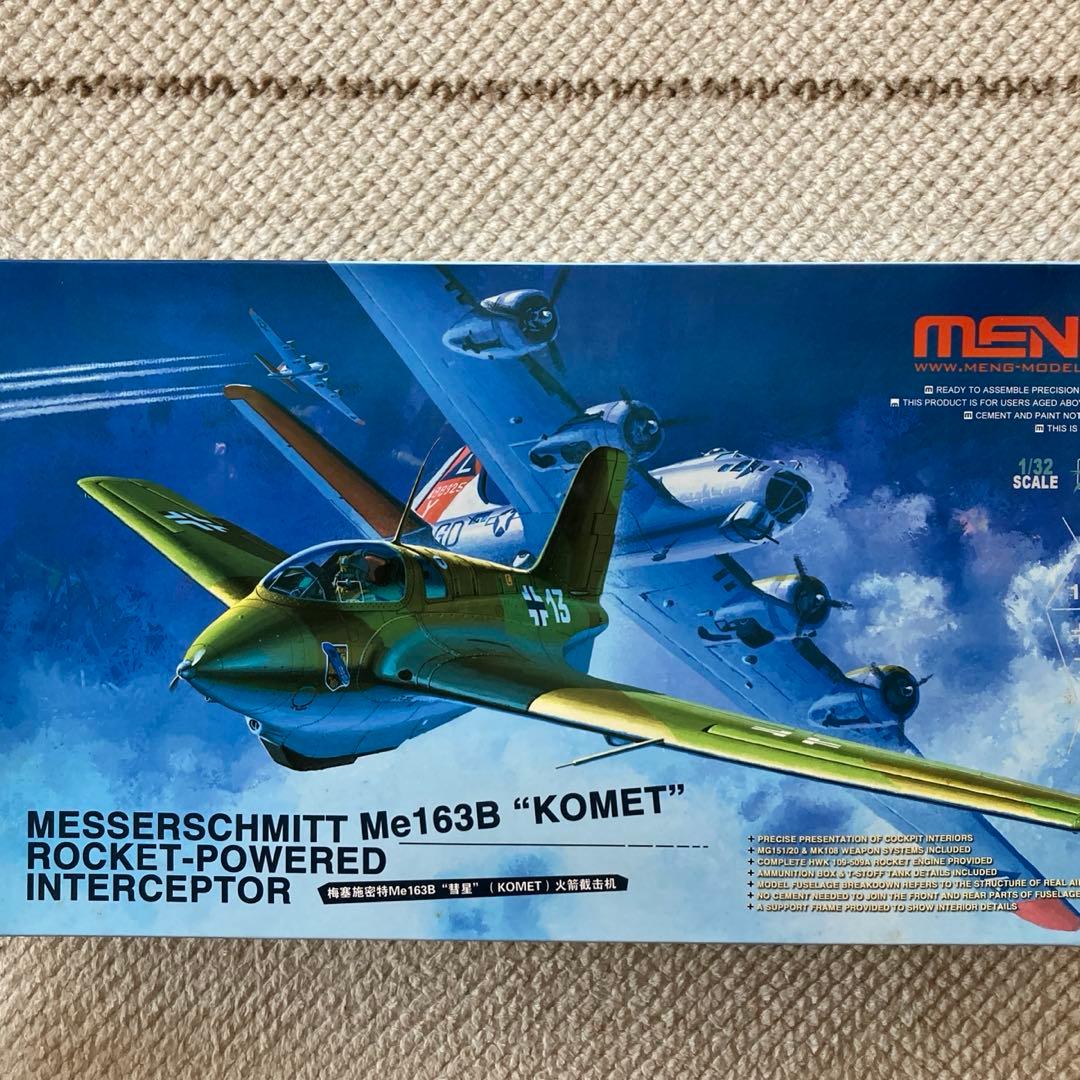 MEN
WWW.MENG-MODEL
READY TO ASSEMBLE PRECISION
THIS PRODUCT IS FOR USERS AGED ABOV
CEMENT AND PAINT NOT
THIS IS
1/32
SCALE
13
MESSERSCHMITT Me163B “KOMET”
ROCKET-POWERED
INTERCEPTOR
梅塞施密特Me163B “彗星” （KOMET）火箭截击机
+ PRECISE PRESENTATION OF COCKPIT INTERIORS
+ MG151/20 & MK108 WEAPON SYSTEMS INCLUDED
+ COMPLETE HWK 109-509A ROCKET ENGINE PROVIDED
+ AMMUNITION BOX & T-STOFF TANK DETAILS INCLUDED
+ MODEL FUSELAGE BREAKDOWN REFERS TO THE STRUCTURE OF REAL AI
+ NO CEMENT NEEDED TO JOIN THE FRONT AND REAR PARTS OF FUSELAGE
+ A SUPPORT FRAME PROVIDED TO SHOW INTERIOR DETAILS